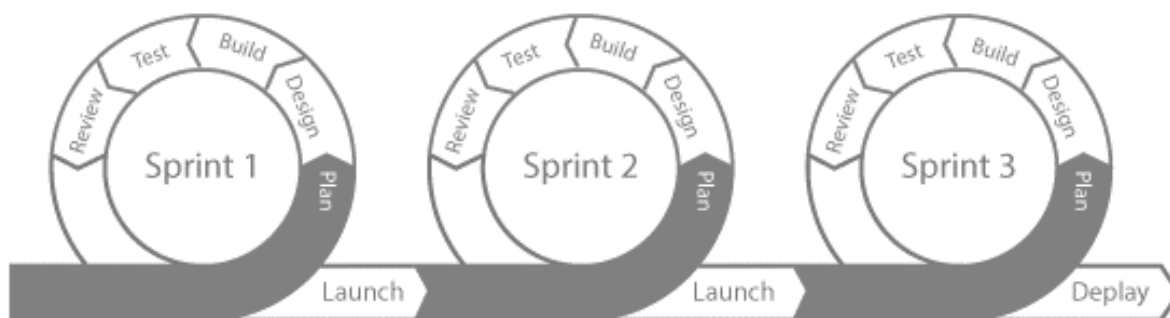 Test
Build
Review
Design
Sprint 1
Plan
Launch
Test
Build
Review
Design
Sprint 2
Plan
Launch
Test
Build
Review
Design
Sprint 3
Plan
Deplay